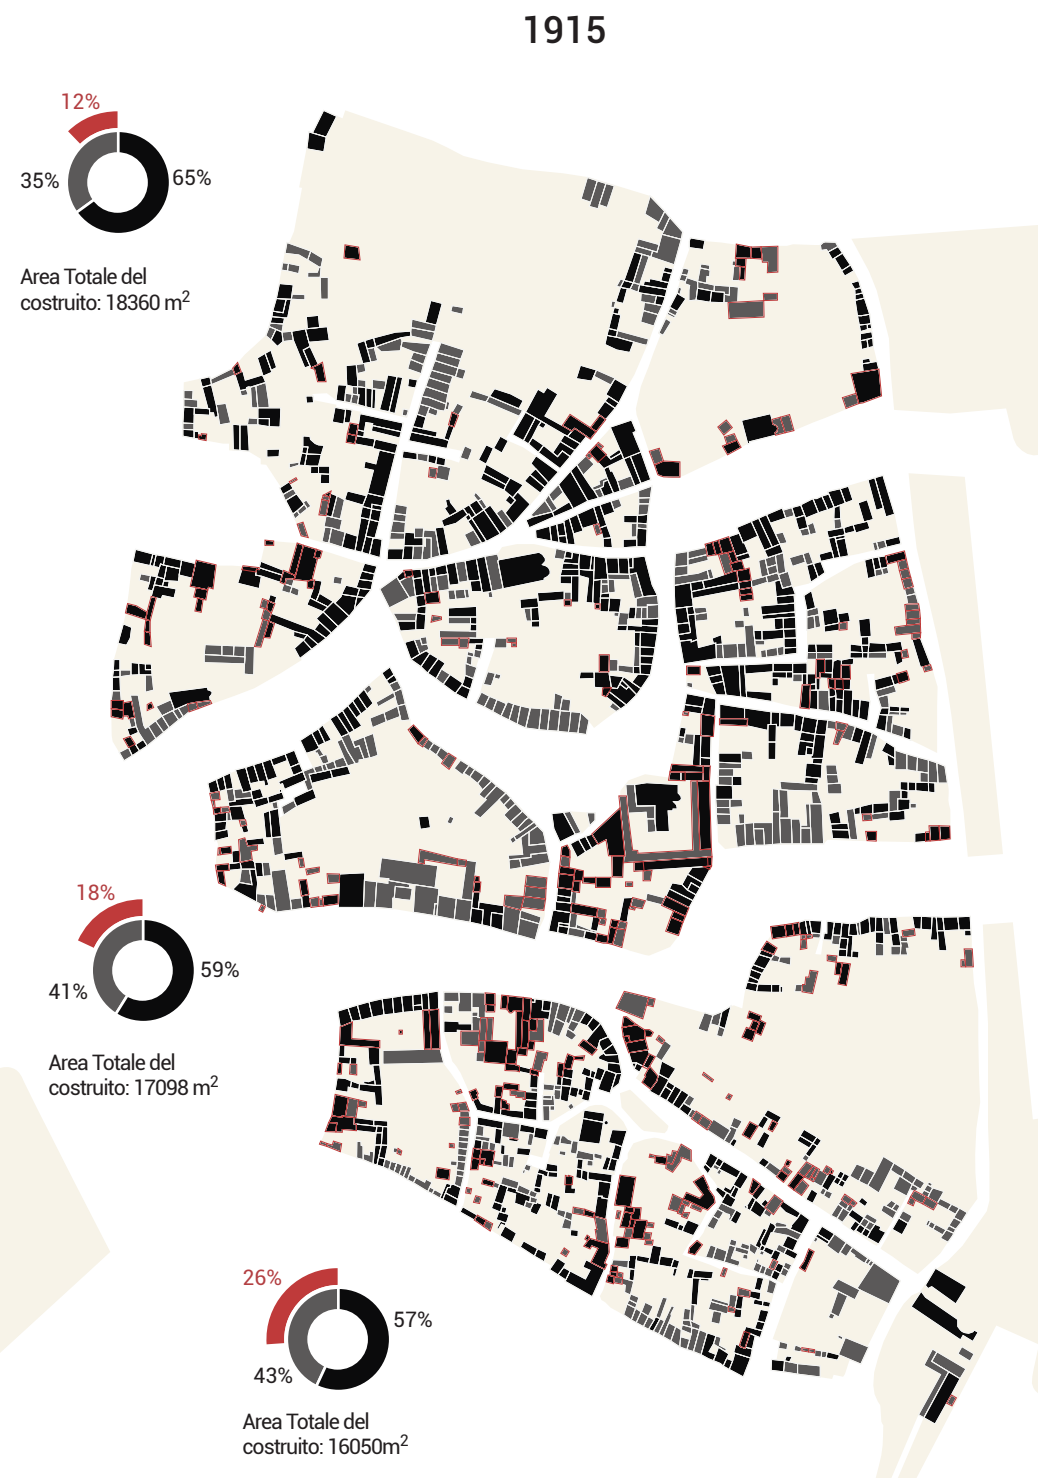 1915
12%
35%
65%
Area Totale del
costruito: 18360 m²
18%
59%
41%
Area Totale del
costruito: 17098 m²
26%
57%
43%
Area Totale del
costruito: 16050m²